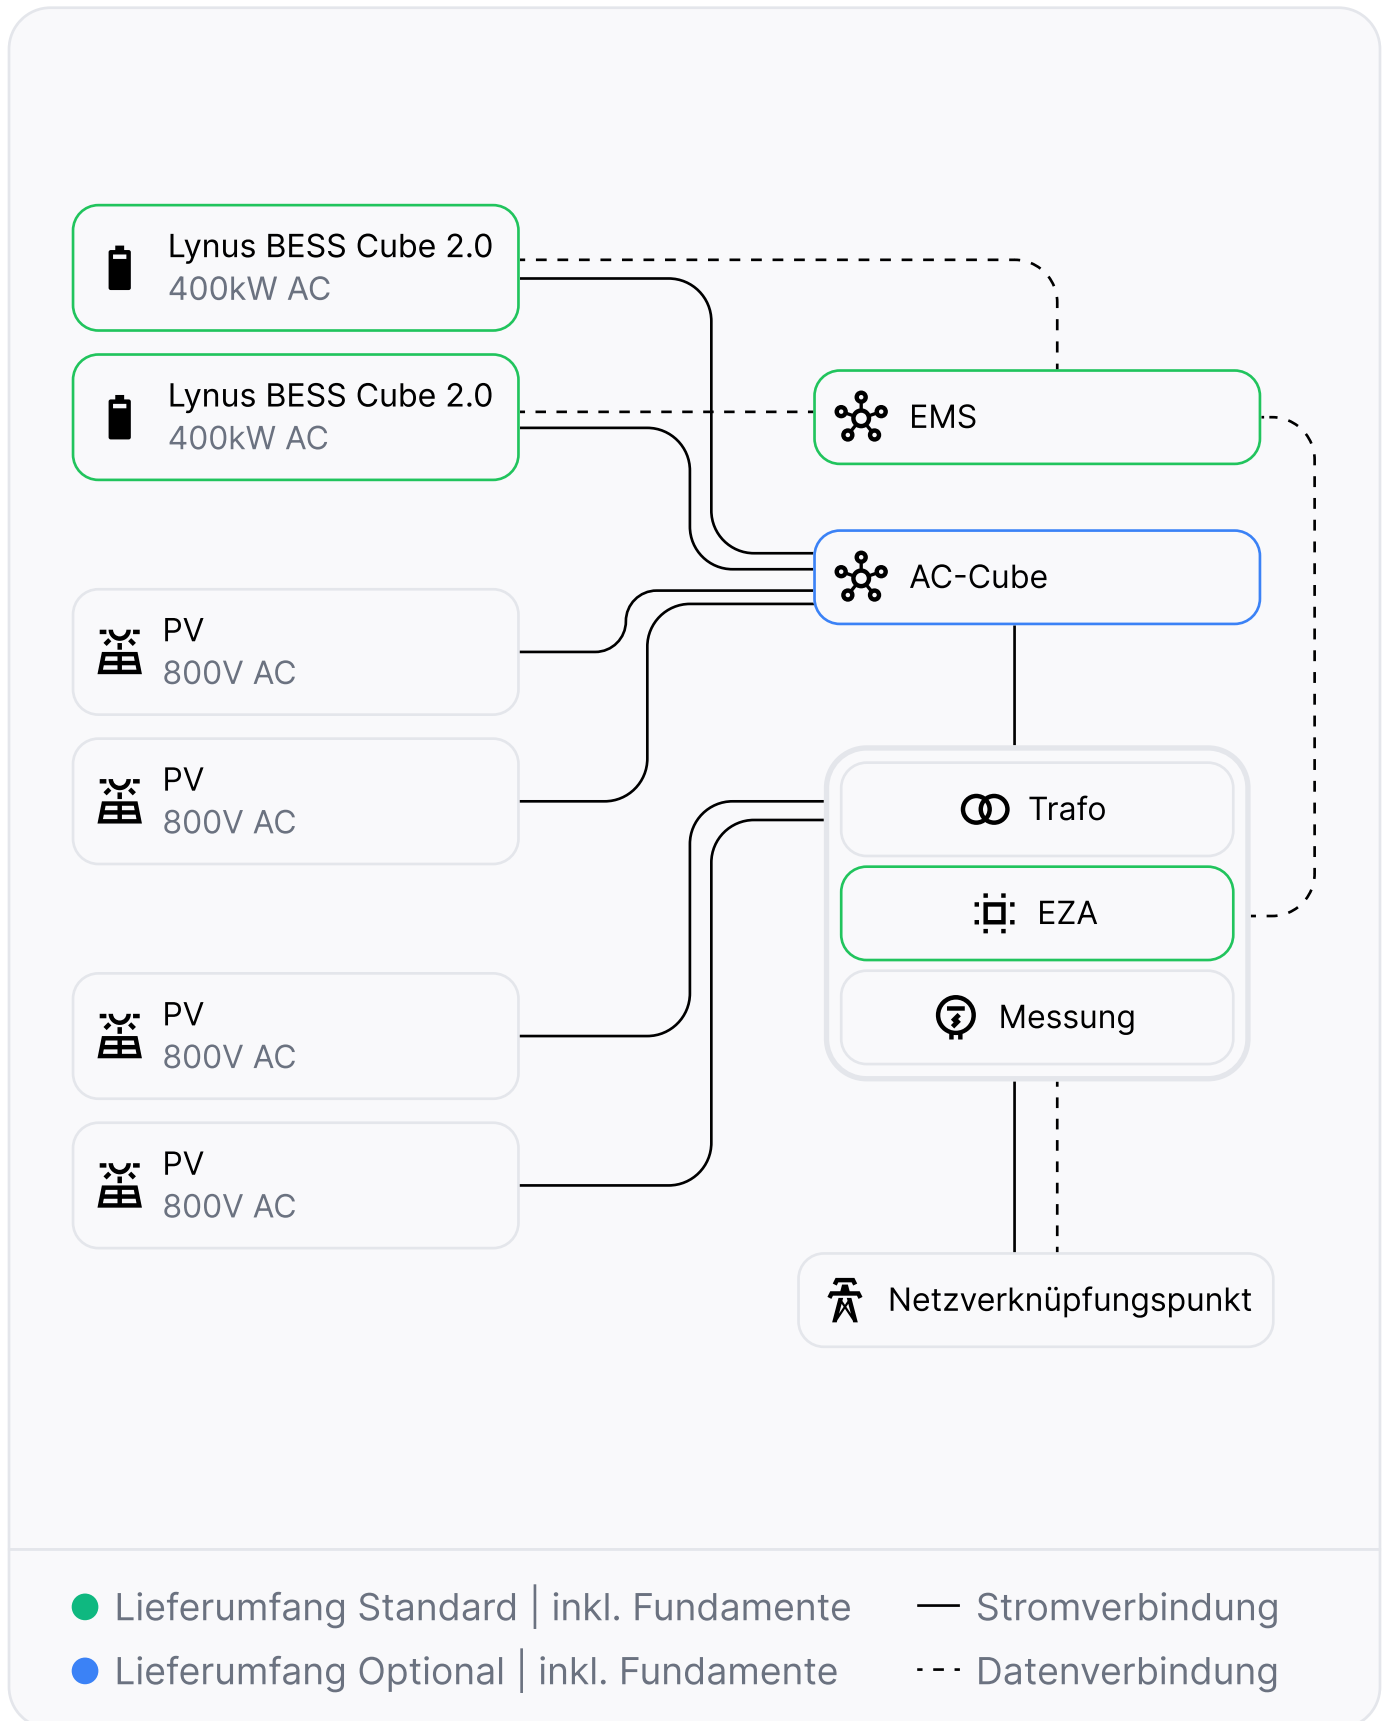 Lynus BESS Cube 2.0
400kW AC
Lynus BESS Cube 2.0
400kW AC
EMS
AC-Cube
PV
800V AC
PV
800V AC
Trafo
EZA
Messung
PV
800V AC
PV
800V AC
Netzverknüpfungspunkt
Lieferumfang Standard | inkl. Fundamente
Stromverbindung
Lieferumfang Optional | inkl. Fundamente
Datenverbindung